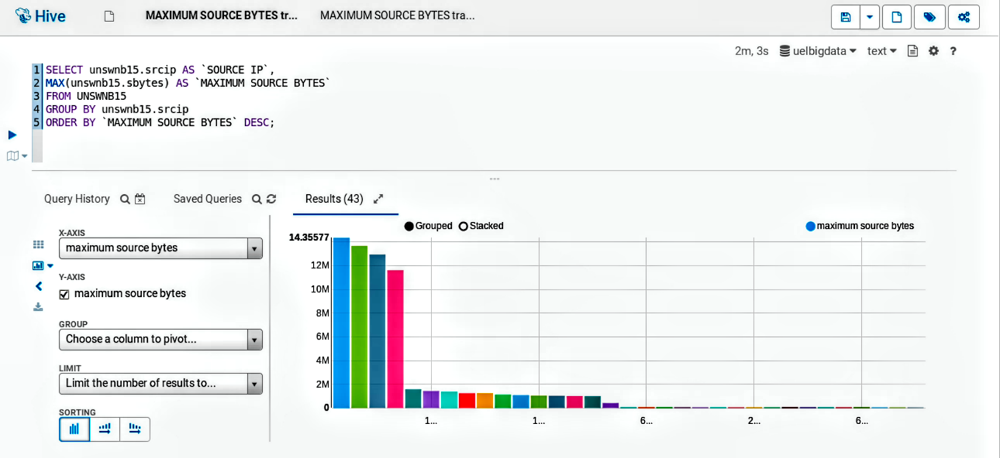 Hive MAXIMUM SOURCE BYTES tr... MAXIMUM SOURCE BYTES tra...
2m, 3s uelbigdata text ?
1 SELECT unswnb15.srcip AS `SOURCE IP`,
2 MAX(unswnb15.sbytes) AS `MAXIMUM SOURCE BYTES`
3 FROM UNSWNB15
4 GROUP BY unswnb15.srcip
5 ORDER BY `MAXIMUM SOURCE BYTES` DESC;
Query History Saved Queries Results (43)
X-AXIS
maximum source bytes
Y-AXIS
maximum source bytes
GROUP
Choose a column to pivot...
LIMIT
Limit the number of results to...
SORTING
Grouped Stacked maximum source bytes
14.35577
12M
10M
8M
6M
4M
2M
0
1... 1... 6... 2... 6...